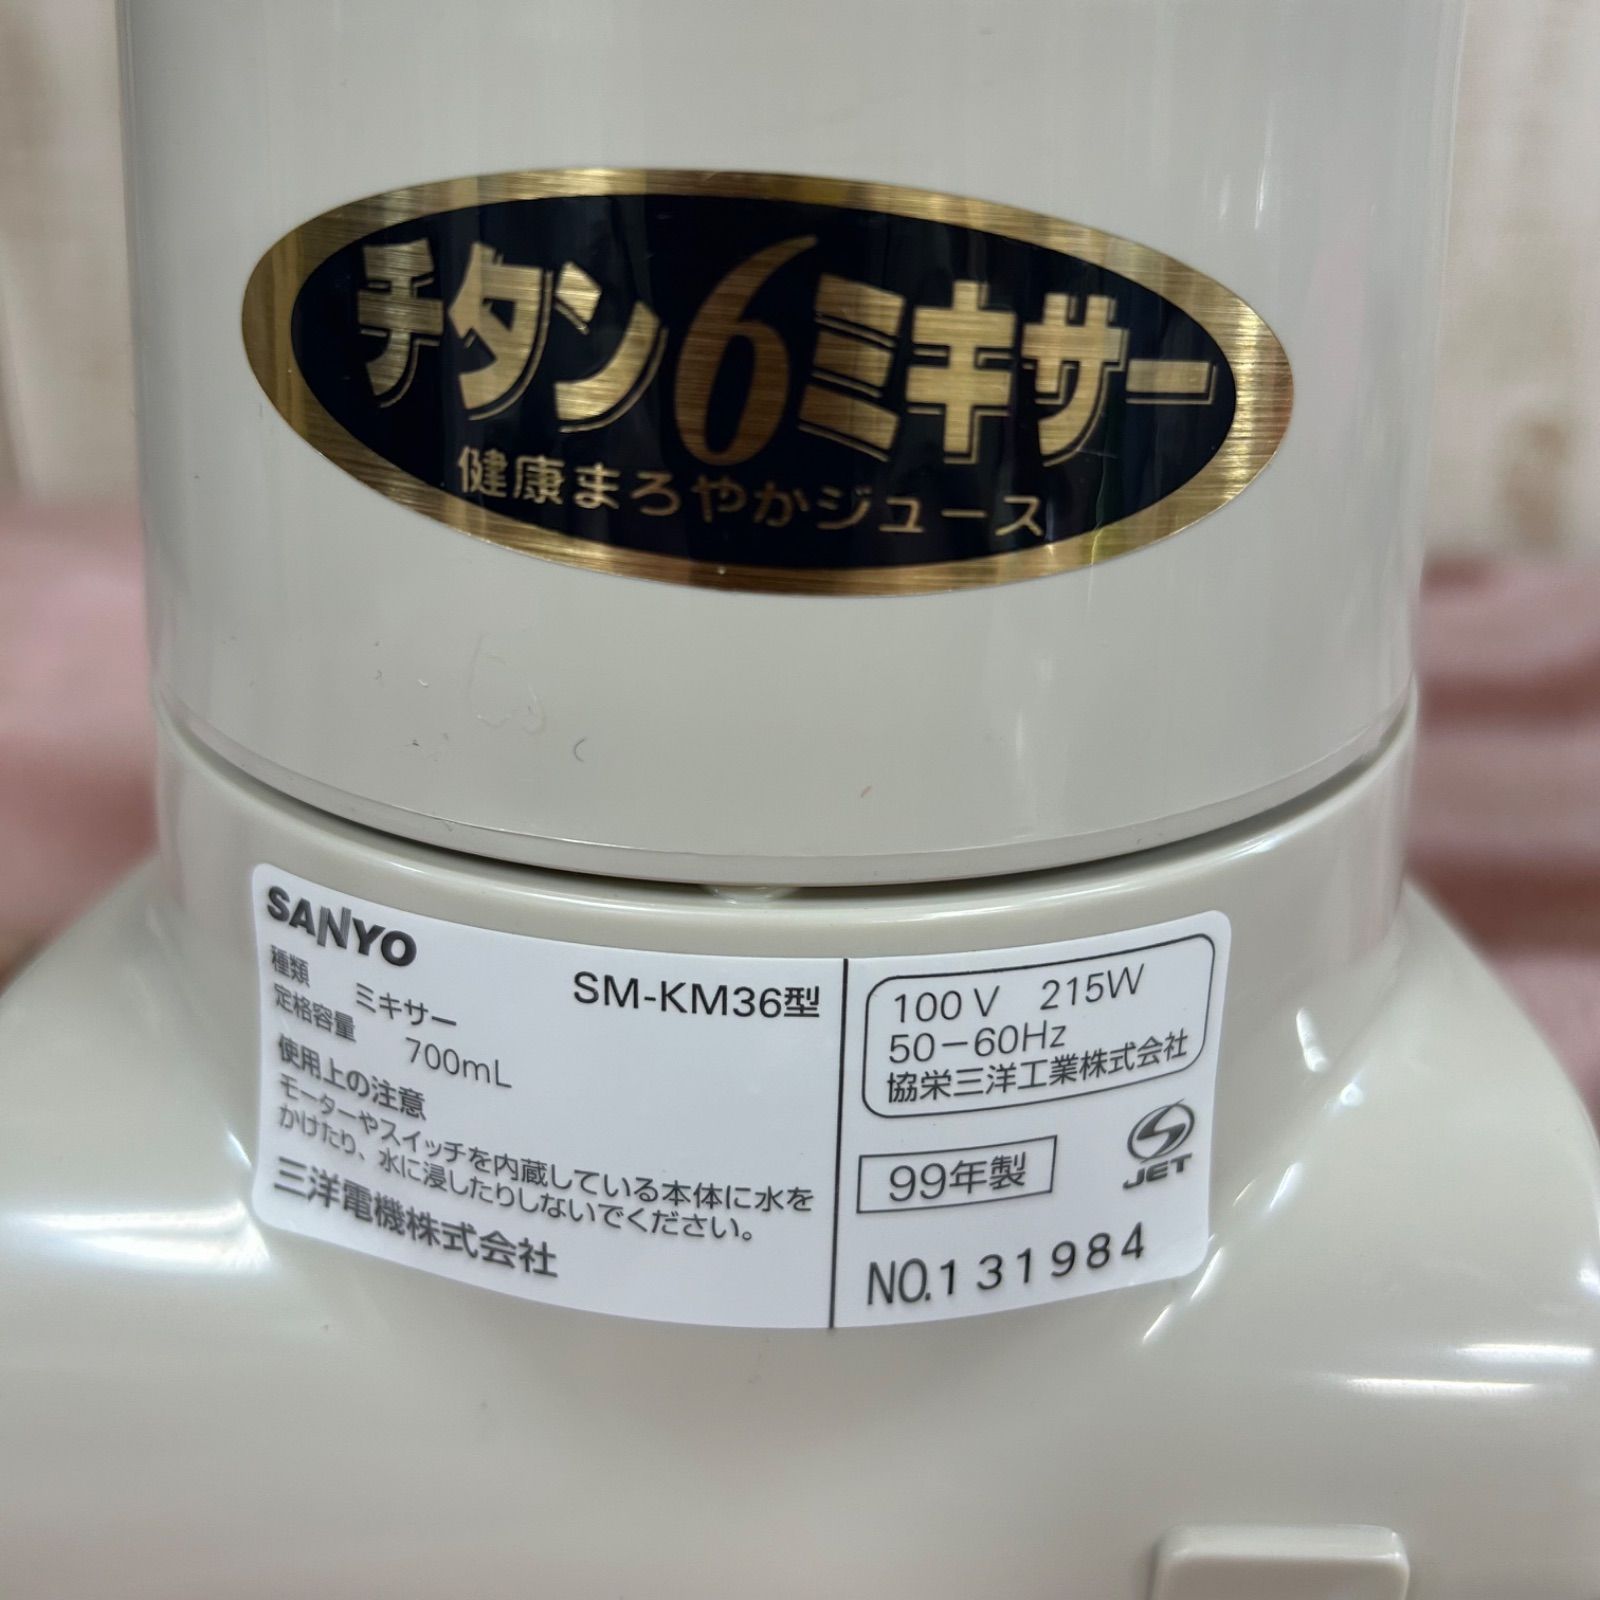 チタン6ミキサー
健康まろやかジュース
SANYO
種類 ミキサー
SM-KM36型
定格容量 700mL
使用上の注意
モーターやスイッチを内蔵している本体に水を
かけたり、水に浸したりしないでください。
三洋電機株式会社
100V 215W
50-60Hz
協栄三洋工業株式会社
99年製
JET
NO.131984